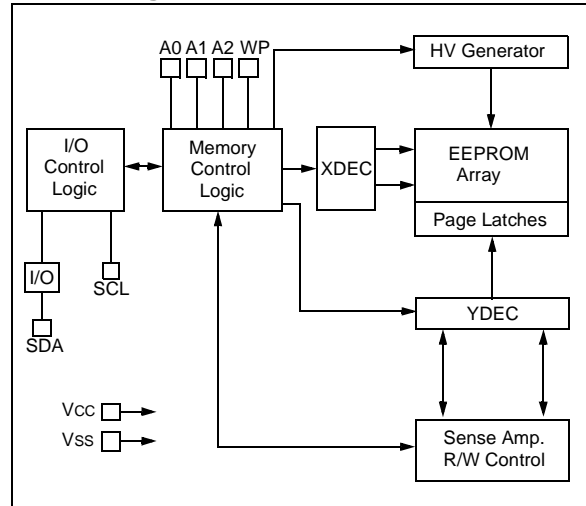 A0 A1 A2 WP
HV Generator
I/O
Control
Logic
Memory
Control
Logic
XDEC
EEPROM
Array
Page Latches
I/O
SCL
SDA
YDEC
VCC
VSS
Sense Amp.
R/W Control